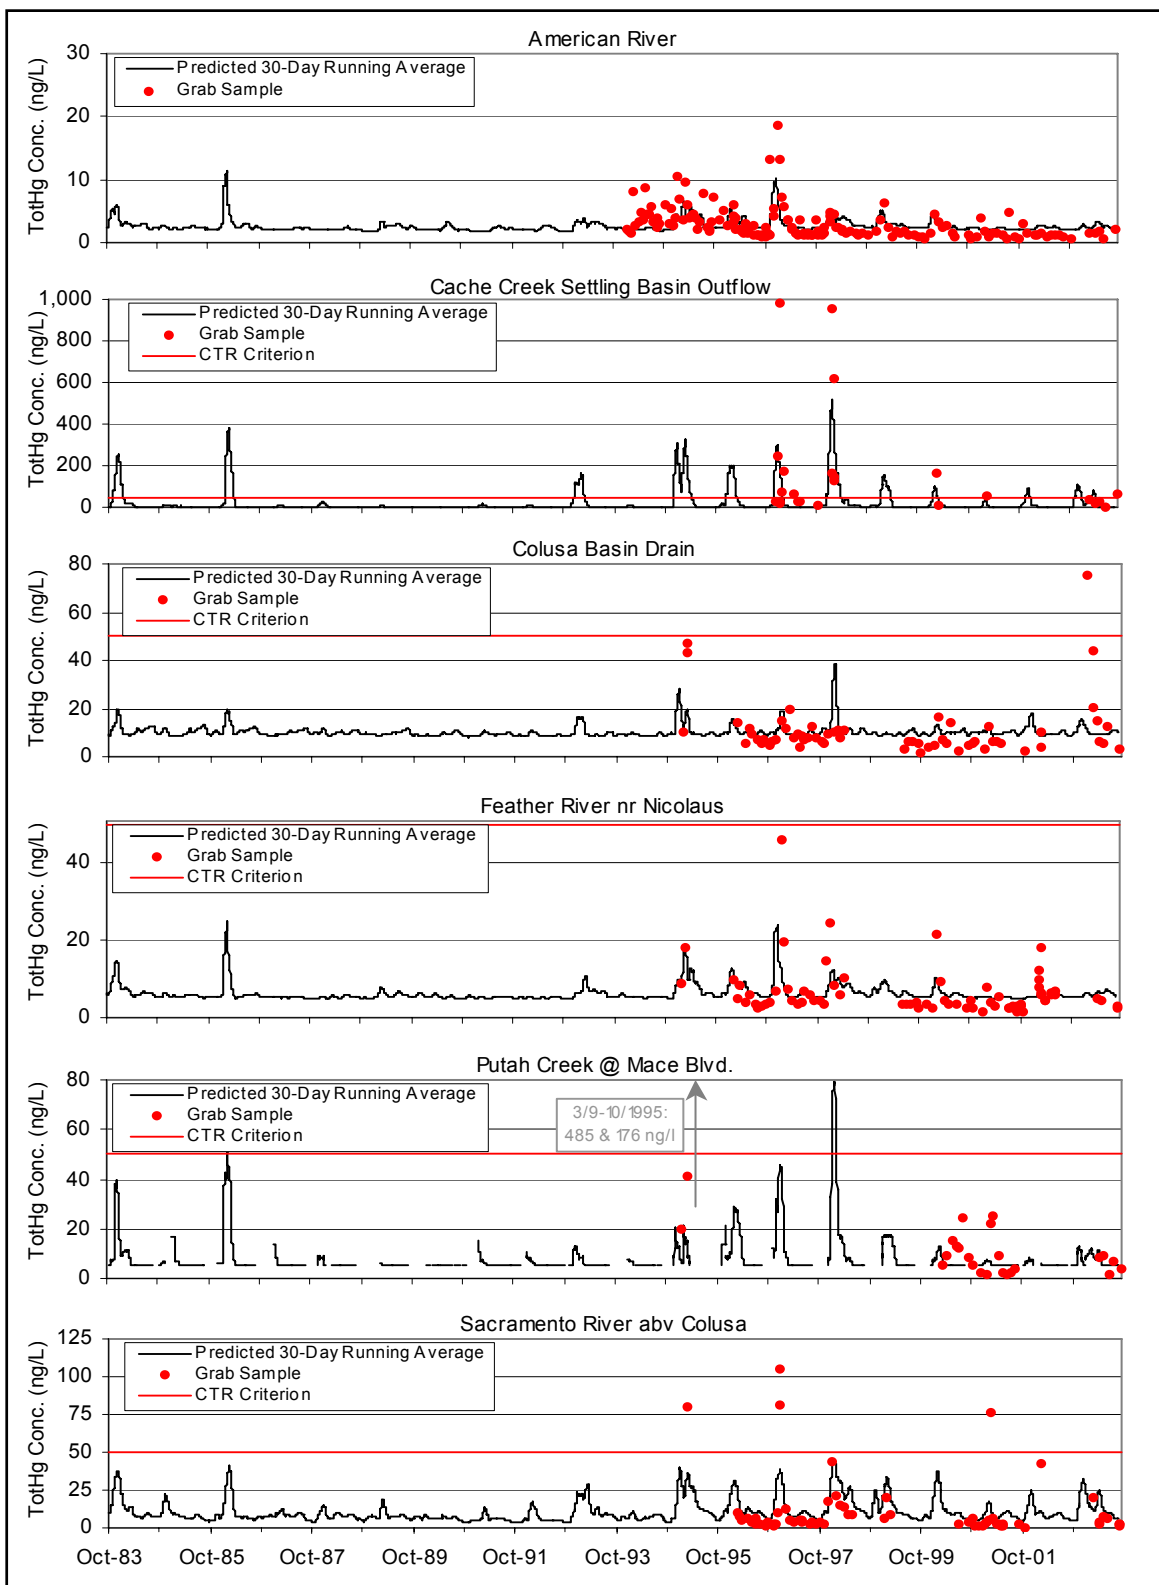 American River
TotHg Conc. (ng/L)
30
20
10
0
Predicted 30-Day Running Average
Grab Sample
Cache Creek Settling Basin Outflow
TotHg Conc. (ng/L)
1,000
800
600
400
200
0
Predicted 30-Day Running Average
Grab Sample
CTR Criterion
Colusa Basin Drain
TotHg Conc. (ng/L)
80
60
40
20
0
Predicted 30-Day Running Average
Grab Sample
CTR Criterion
Feather River nr Nicolaus
TotHg Conc. (ng/L)
40
20
0
Predicted 30-Day Running Average
Grab Sample
CTR Criterion
Putah Creek @ Mace Blvd.
TotHg Conc. (ng/L)
80
60
40
20
0
Predicted 30-Day Running Average
Grab Sample
CTR Criterion
3/9-10/1995:
485 & 176 ng/l
Sacramento River abv Colusa
TotHg Conc. (ng/L)
125
100
75
50
25
0
Predicted 30-Day Running Average
Grab Sample
CTR Criterion
Oct-83 Oct-85 Oct-87 Oct-89 Oct-91 Oct-93 Oct-95 Oct-97 Oct-99 Oct-01